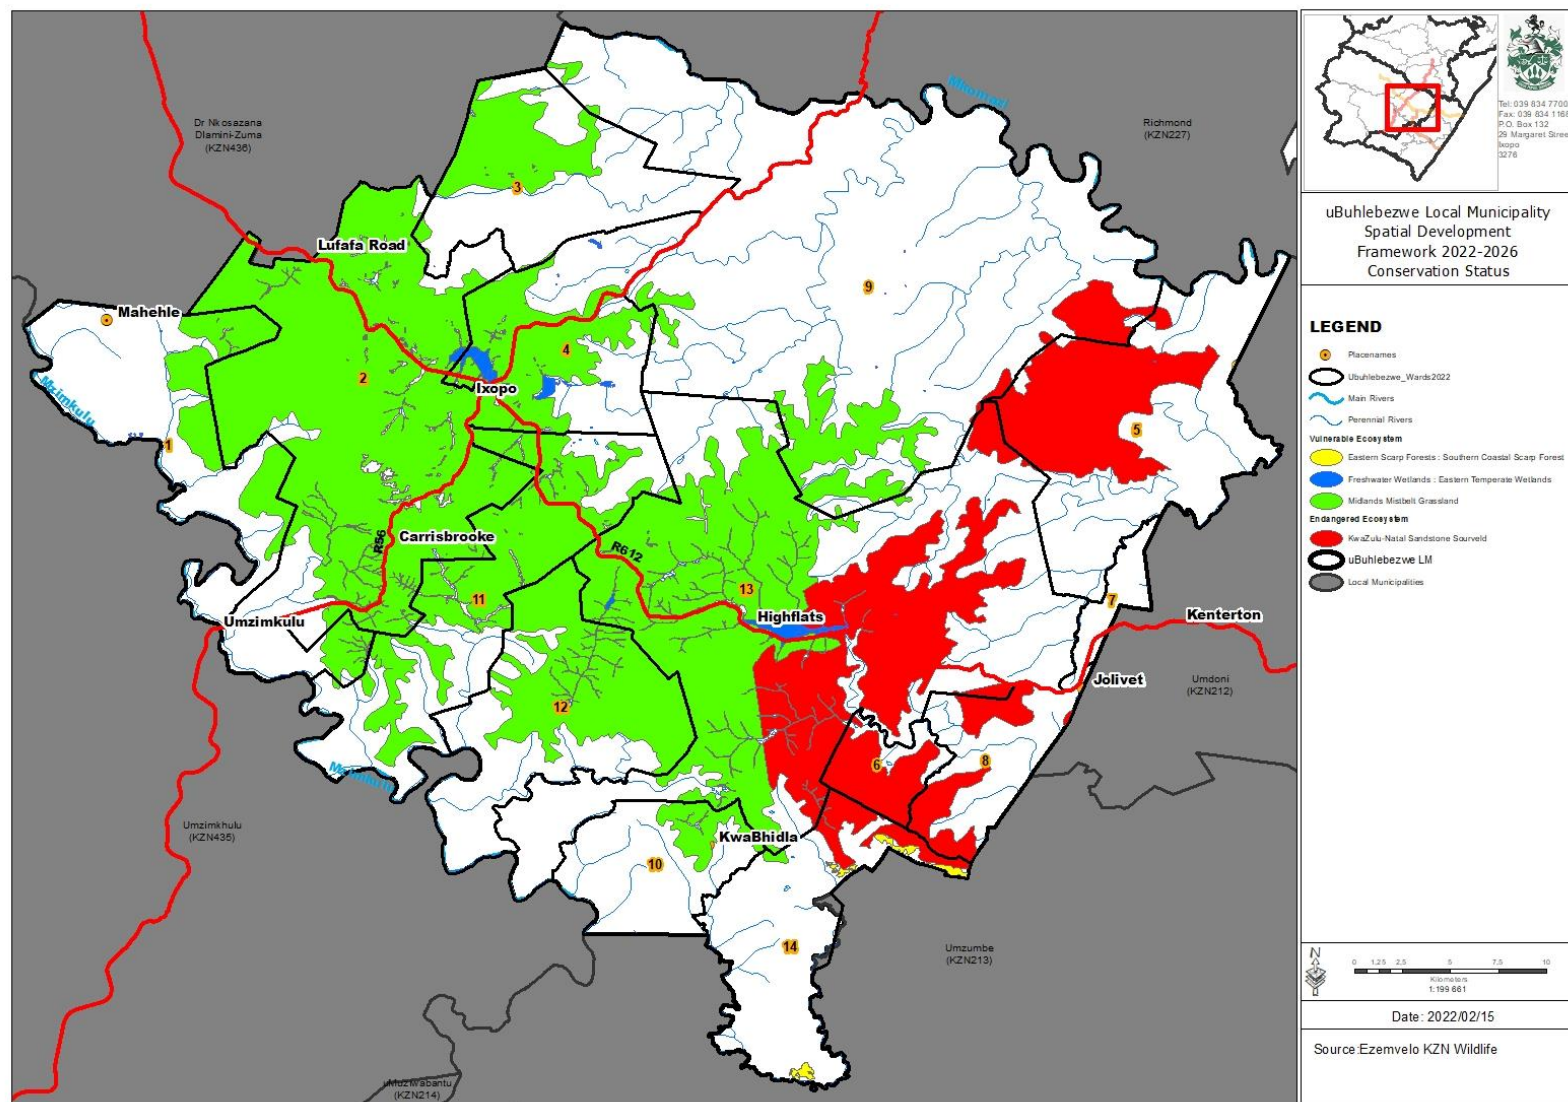 Dr Nkosazana
Dlamini-Zuma
(KZN436)
Mkomazi
Richmond
(KZN227)
3
Lufafa Road
9
Mahehle
4
2
Ixopo
Mzimkulu
1
5
R56
Carrisbrooke
R612
11
13
7
Umzimkulu
Highflats
Kenterton
Jolivet
Umdoni
(KZN212)
12
6
8
Mzimkulu
Umzimkhulu
(KZN435)
KwaBhidla
10
14
Umzumbe
(KZN213)
uMuziwabantu
(KZN214)
Tel: 039 834 7700
Fax: 039 834 1168
P.O. Box 132
29 Margaret Stree
Ixopo
3276
uBuhlebezwe Local Municipality
Spatial Development
Framework 2022-2026
Conservation Status
LEGEND
Placenames
Ubuhlebezwe_Wards2022
Main Rivers
Perennial Rivers
Vulnerable Ecosystem
Eastern Scarp Forests : Southern Coastal Scarp Forest
Freshwater Wetlands : Eastern Temperate Wetlands
Midlands Mistbelt Grassland
Endangered Ecosystem
KwaZulu-Natal Sandstone Sourveld
uBuhlebezwe LM
Local Municipalities
N
0 1,25 2,5 5 7,5 10
Kilometers
1:199 661
Date: 2022/02/15
Source:Ezemvelo KZN Wildlife